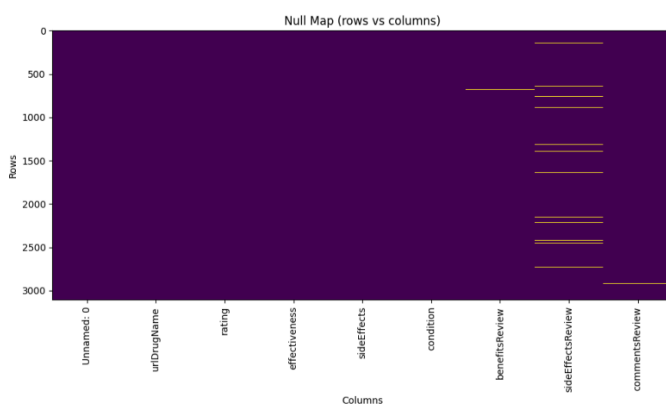 Null Map (rows vs columns)
0
500
1000
1500
2000
2500
3000
Rows
Unnamed: 0
urlDrugName
rating
effectiveness
sideEffects
condition
benefitsReview
sideEffectsReview
commentsReview
Columns